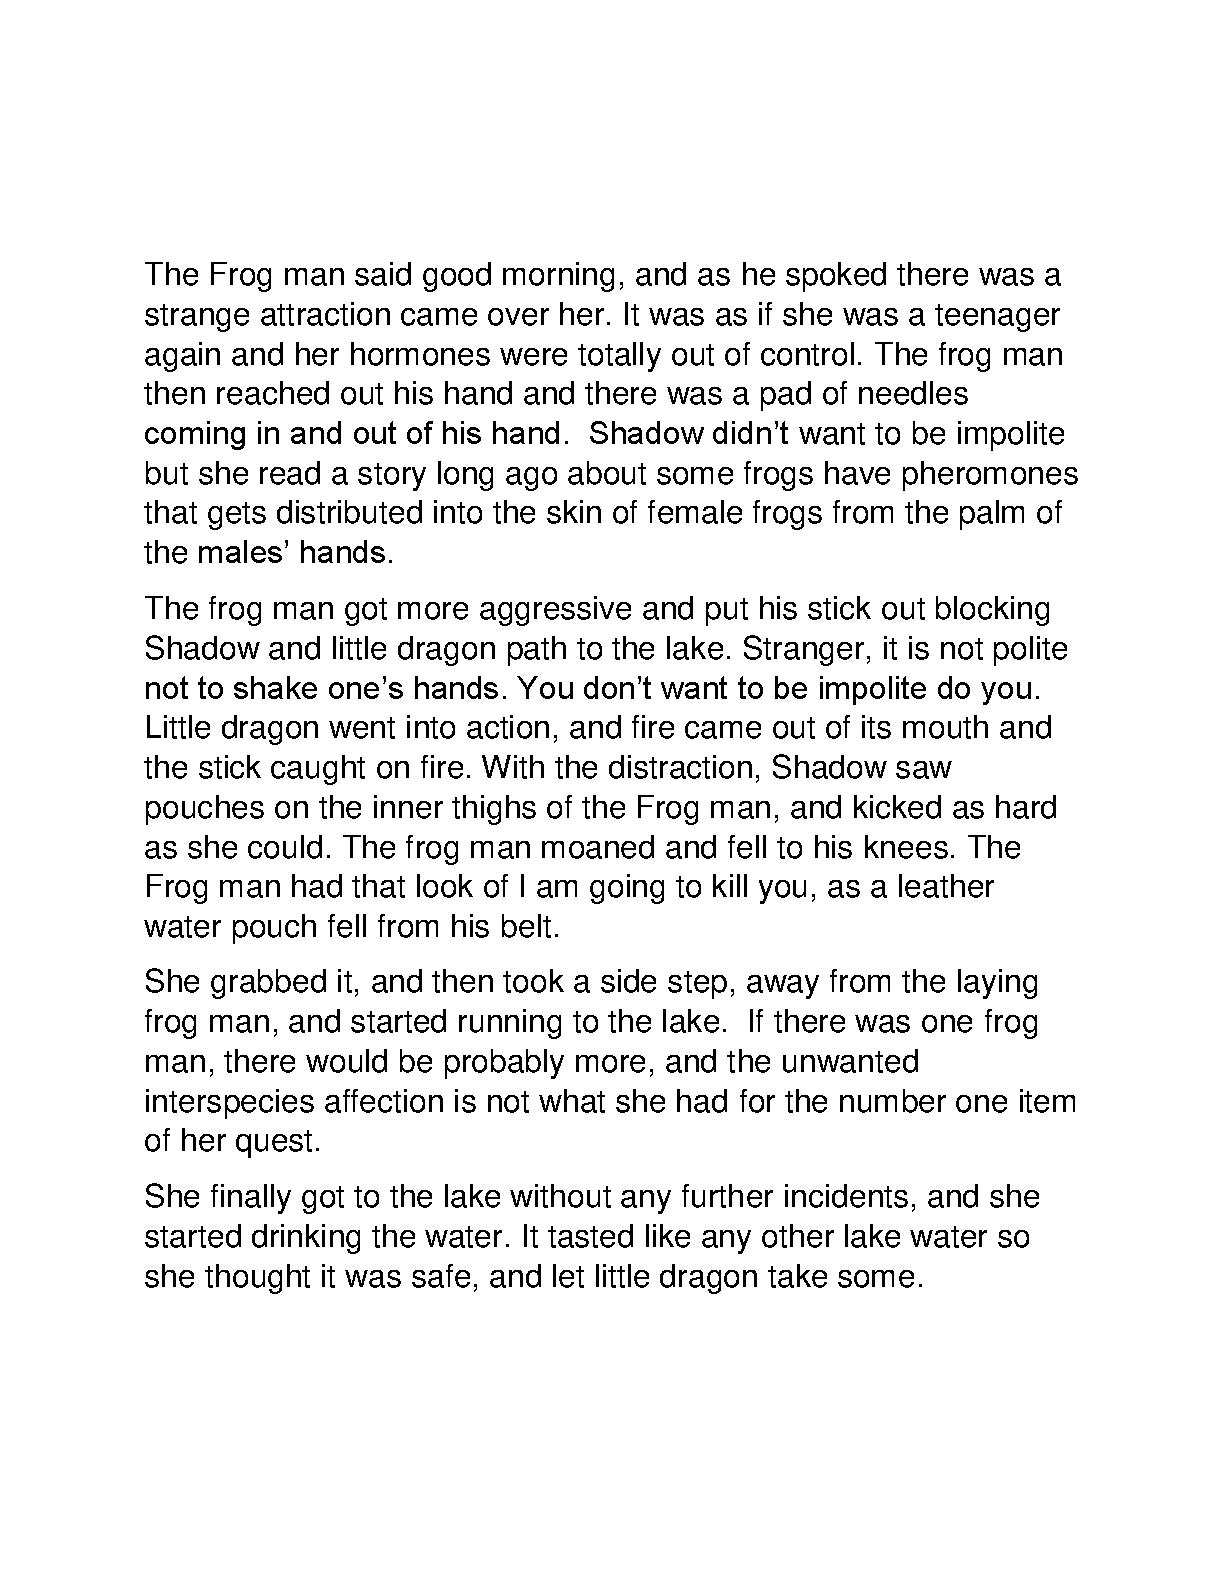 The Frog man said good morning, and as he spoked there was a
strange attraction came over her. It was as if she was a teenager
again and her hormones were totally out of control. The frog man
then reached out his hand and there was a pad of needles
coming in and out of his hand.  Shadow didn’t want to be impolite
but she read a story long ago about some frogs have pheromones
that gets distributed into the skin of female frogs from the palm of
the males’ hands.
The frog man got more aggressive and put his stick out blocking
Shadow and little dragon path to the lake. Stranger, it is not polite
not to shake one’s hands. You don’t want to be impolite do you.
Little dragon went into action, and fire came out of its mouth and
the stick caught on fire. With the distraction, Shadow saw
pouches on the inner thighs of the Frog man, and kicked as hard
as she could. The frog man moaned and fell to his knees. The
Frog man had that look of I am going to kill you, as a leather
water pouch fell from his belt.
She grabbed it, and then took a side step, away from the laying
frog man, and started running to the lake.  If there was one frog
man, there would be probably more, and the unwanted
interspecies affection is not what she had for the number one item
of her quest.
She finally got to the lake without any further incidents, and she
started drinking the water. It tasted like any other lake water so
she thought it was safe, and let little dragon take some.